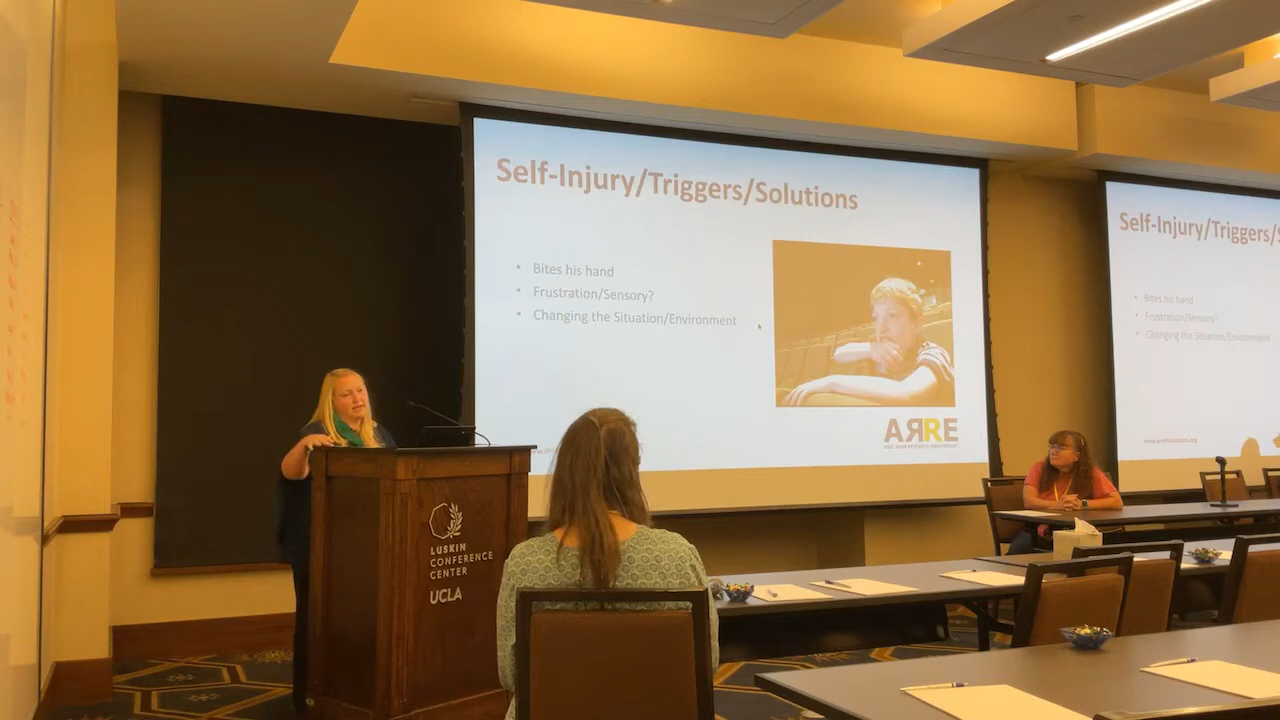 Self-Injury/Triggers/Solutions
• Bites his hand
• Frustration/Sensory?
• Changing the Situation/Environment
AЯRE
LUSKIN
CONFERENCE
CENTER
UCLA
Self-Injury/Triggers/S
• Bites his hand
• Frustration/Sensory?
• Changing the Situation/Environment